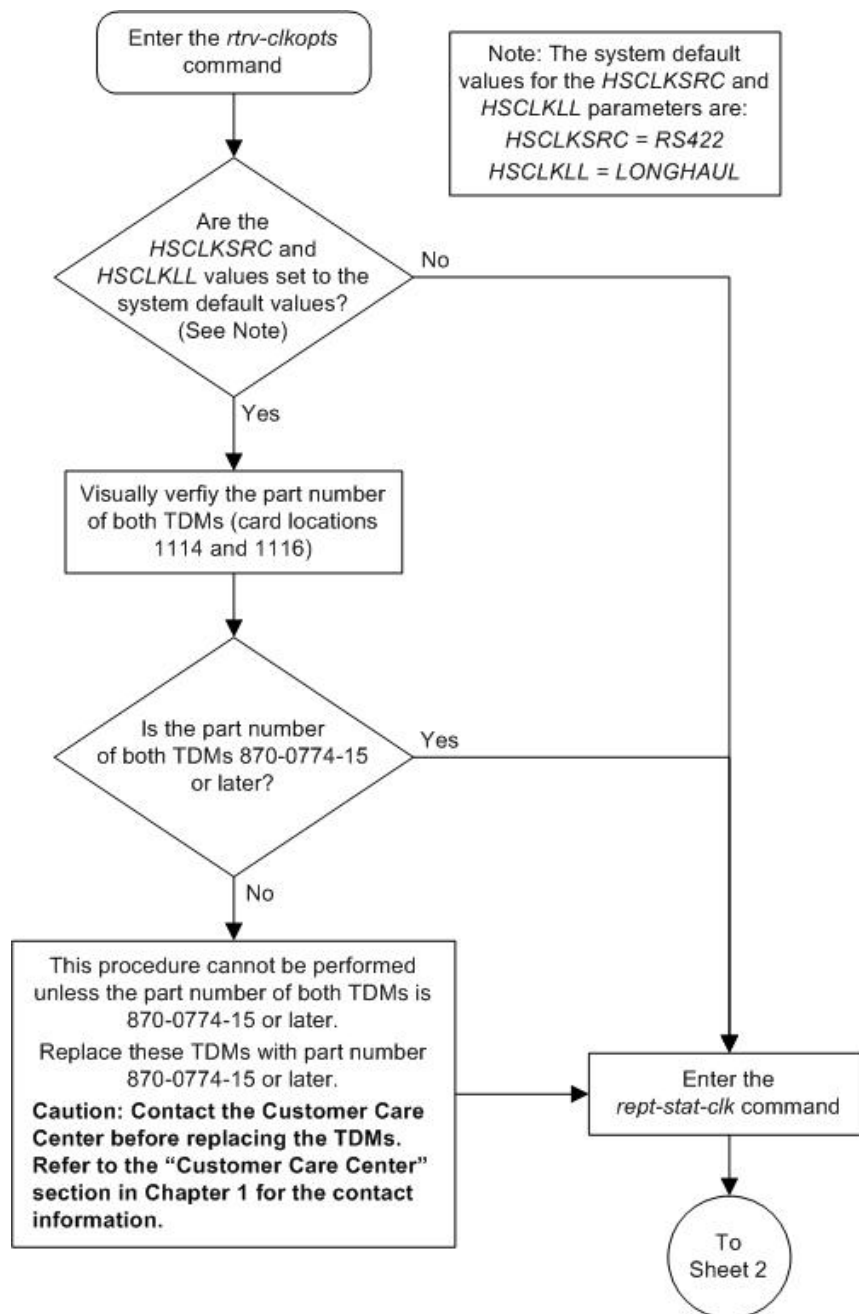 Enter the rtrv-clkopts
command
Note: The system default
values for the HSCLKSRC and
HSCLKLL parameters are:
HSCLKSRC = RS422
HSCLKLL = LONGHAUL
Are the
HSCLKSRC and
HSCLKLL values set to the
system default values?
(See Note)
No
Yes
Visually verfiy the part number
of both TDMs (card locations
1114 and 1116)
Is the part number
of both TDMs 870-0774-15
or later?
Yes
No
This procedure cannot be performed
unless the part number of both TDMs is
870-0774-15 or later.
Replace these TDMs with part number
870-0774-15 or later.
Caution: Contact the Customer Care
Center before replacing the TDMs.
Refer to the “Customer Care Center”
section in Chapter 1 for the contact
information.
Enter the
rept-stat-clk command
To
Sheet 2